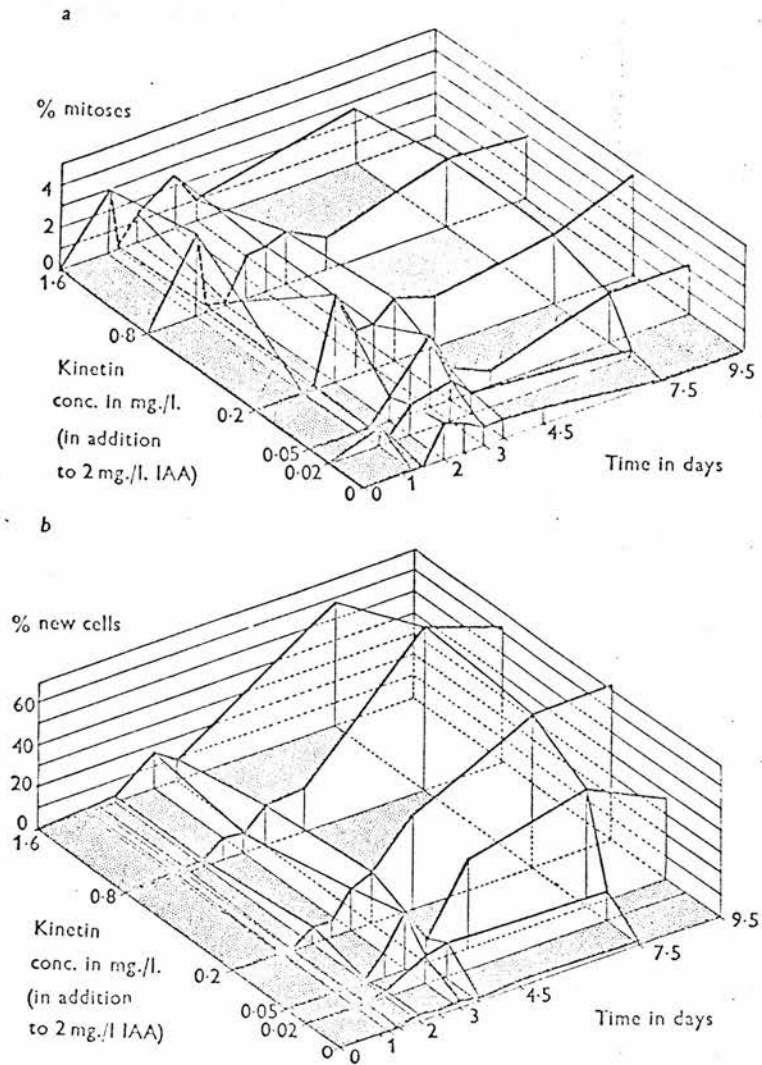 a
% mitoses
4
2
0
1·6
0·8
Kinetin
conc. in mg./l.
(in addition
to 2 mg./l. IAA)
0·2
0·05
0·02
0
0
1
2
3
4·5
7·5
9·5
Time in days
b
% new cells
60
40
20
0
1·6
0·8
Kinetin
conc. in mg./l.
(in addition
to 2 mg./l IAA)
0·2
0·05
0·02
0
0
1
2
3
4·5
7·5
9·5
Time in days